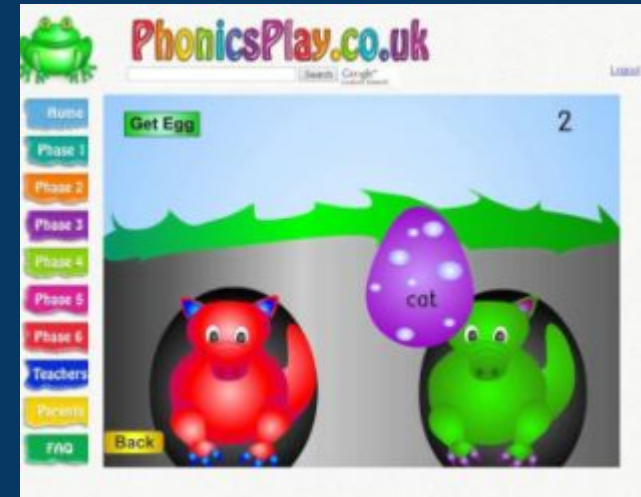 PhonicsPlay.co.uk
Search
Logout
Home
Phase 1
Phase 2
Phase 3
Phase 4
Phase 5
Phase 6
Teachers
Parents
FAQ
Get Egg
2
cat
Back